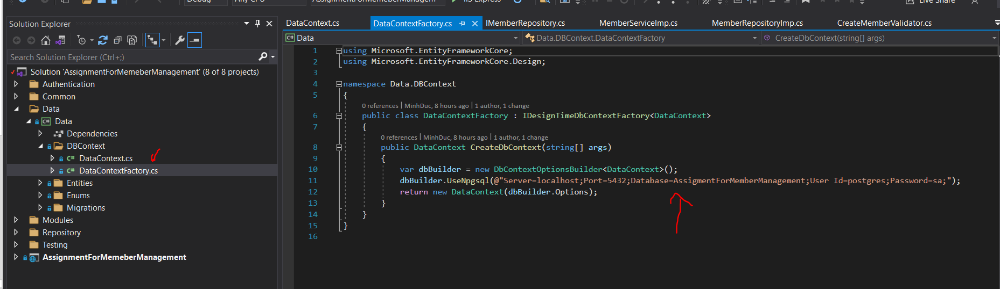 Debug
Any CPU
AssignmentForMemeberManagem
IIS Express
Live Share
Solution Explorer
Search Solution Explorer (Ctrl+;)
Solution 'AssignmentForMemeberManagement' (8 of 8 projects)
Authentication
Common
Data
C# Data
Dependencies
DBContext
C# DataContext.cs
C# DataContextFactory.cs
Entities
Enums
Migrations
Modules
Repository
Testing
AssignmentForMemeberManagement
DataContext.cs DataContextFactory.cs IMemberRepository.cs MemberServiceImp.cs MemberRepositoryImp.cs CreateMemberValidator.cs
C# Data Data.DBContext.DataContextFactory CreateDbContext(string[] args)
1 using Microsoft.EntityFrameworkCore;
2 using Microsoft.EntityFrameworkCore.Design;
3
4 namespace Data.DBContext
5 {
0 references | MinhDuc, 8 hours ago | 1 author, 1 change
6 public class DataContextFactory : IDesignTimeDbContextFactory<DataContext>
7 {
0 references | MinhDuc, 8 hours ago | 1 author, 1 change
8 public DataContext CreateDbContext(string[] args)
9 {
10 var dbBuilder = new DbContextOptionsBuilder<DataContext>();
11 dbBuilder.UseNpgsql(@"Server=localhost;Port=5432;Database=AssigmentForMemberManagement;User Id=postgres;Password=sa;");
12 return new DataContext(dbBuilder.Options);
13 }
14 }
15 }
16